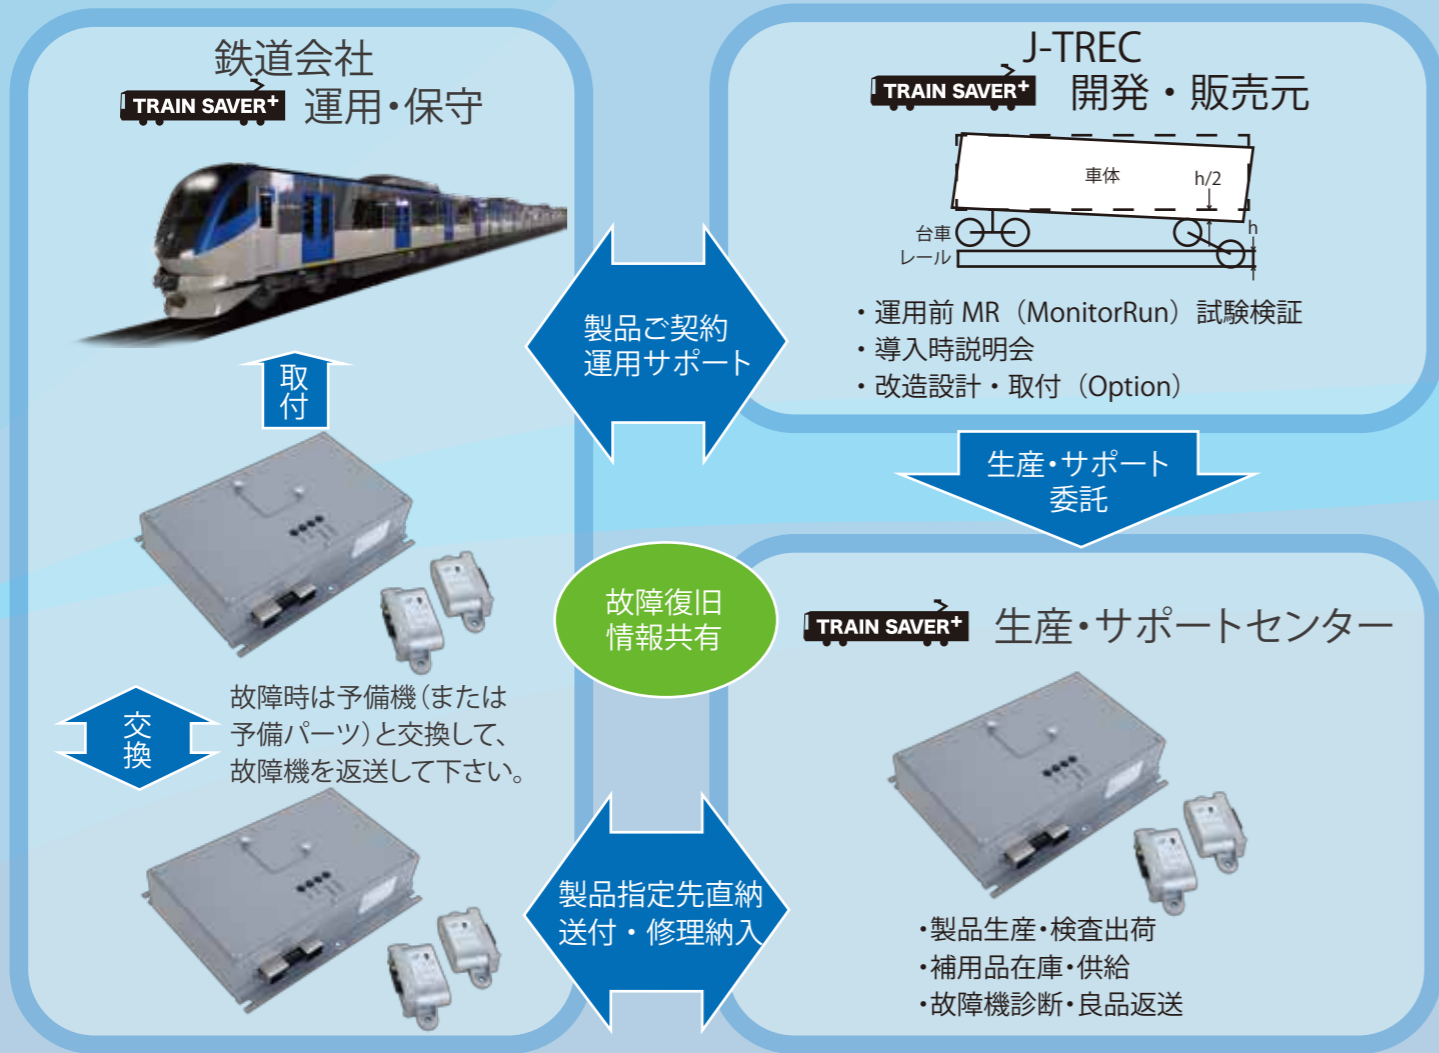 鉄道会社
TRAIN SAVER+ 運用・保守
取付
故障時は予備機（または
予備パーツ）と交換して、
故障機を返送して下さい。
交換
製品ご契約
運用サポート
J-TREC
TRAIN SAVER+ 開発・販売元
車体
h/2
h
台車
レール
・運用前 MR（MonitorRun）試験検証
・導入時説明会
・改造設計・取付（Option）
生産・サポート
委託
故障復旧
情報共有
TRAIN SAVER+ 生産・サポートセンター
・製品生産・検査出荷
・補用品在庫・供給
・故障機診断・良品返送
製品指定先直納
送付・修理納入